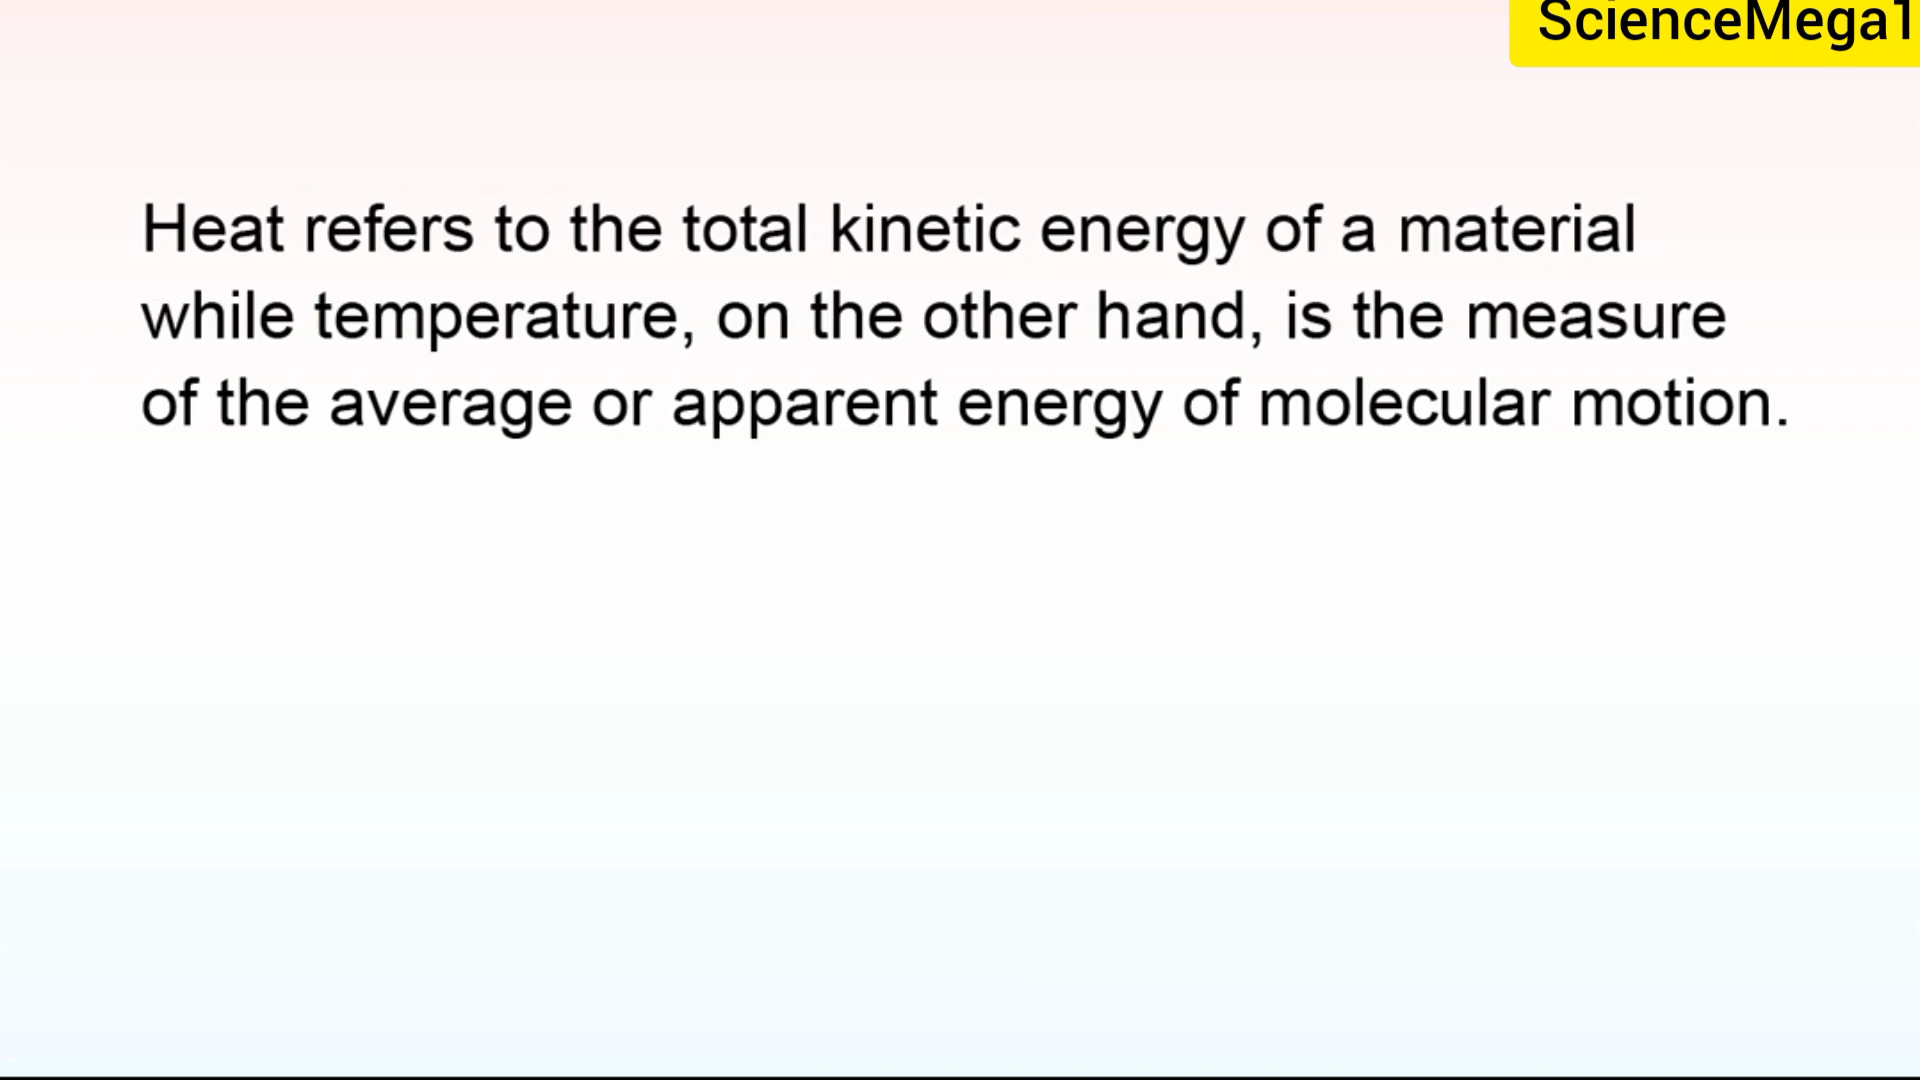 ScienceMega1
Heat refers to the total kinetic energy of a material
while temperature, on the other hand, is the measure
of the average or apparent energy of molecular motion.